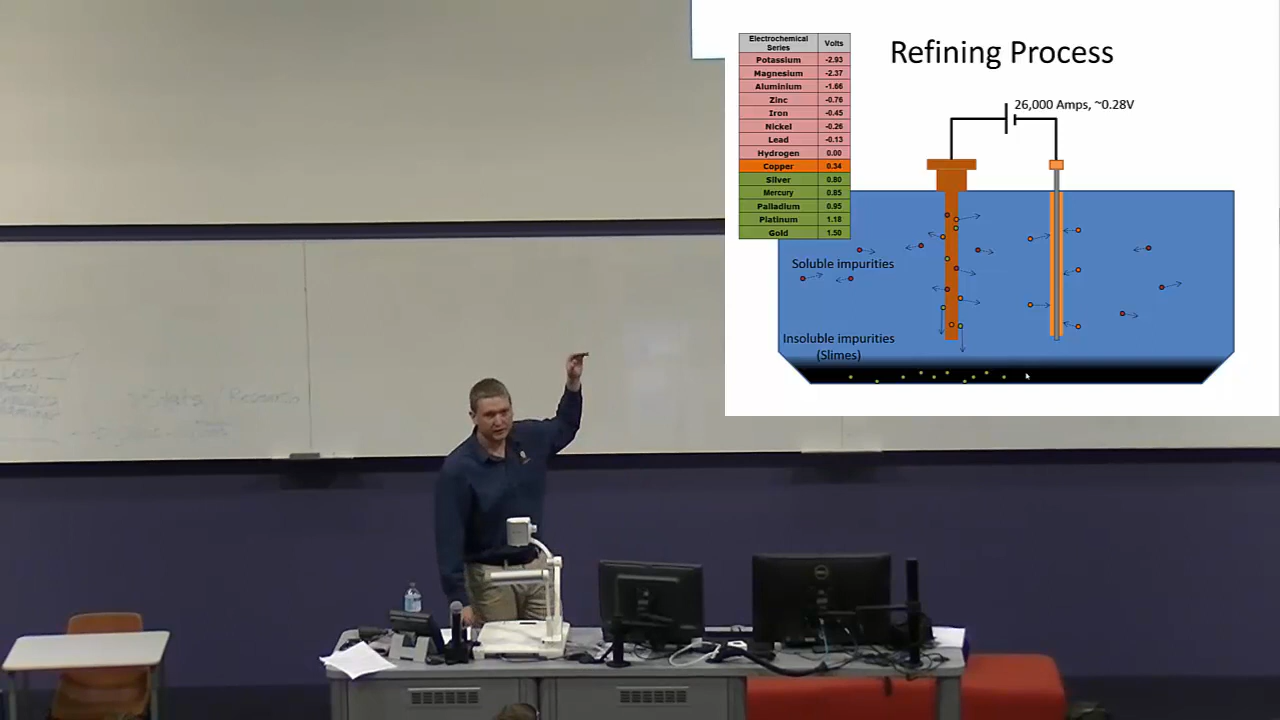 Electrochemical Series Volts
Potassium -2.93
Magnesium -2.37
Aluminium -1.66
Zinc -0.76
Iron -0.45
Nickel -0.26
Lead -0.13
Hydrogen 0.00
Copper 0.34
Silver 0.80
Mercury 0.85
Palladium 0.95
Platinum 1.18
Gold 1.50
Refining Process
26,000 Amps, ~0.28V
Soluble impurities
Insoluble impurities
(Slimes)
DELL